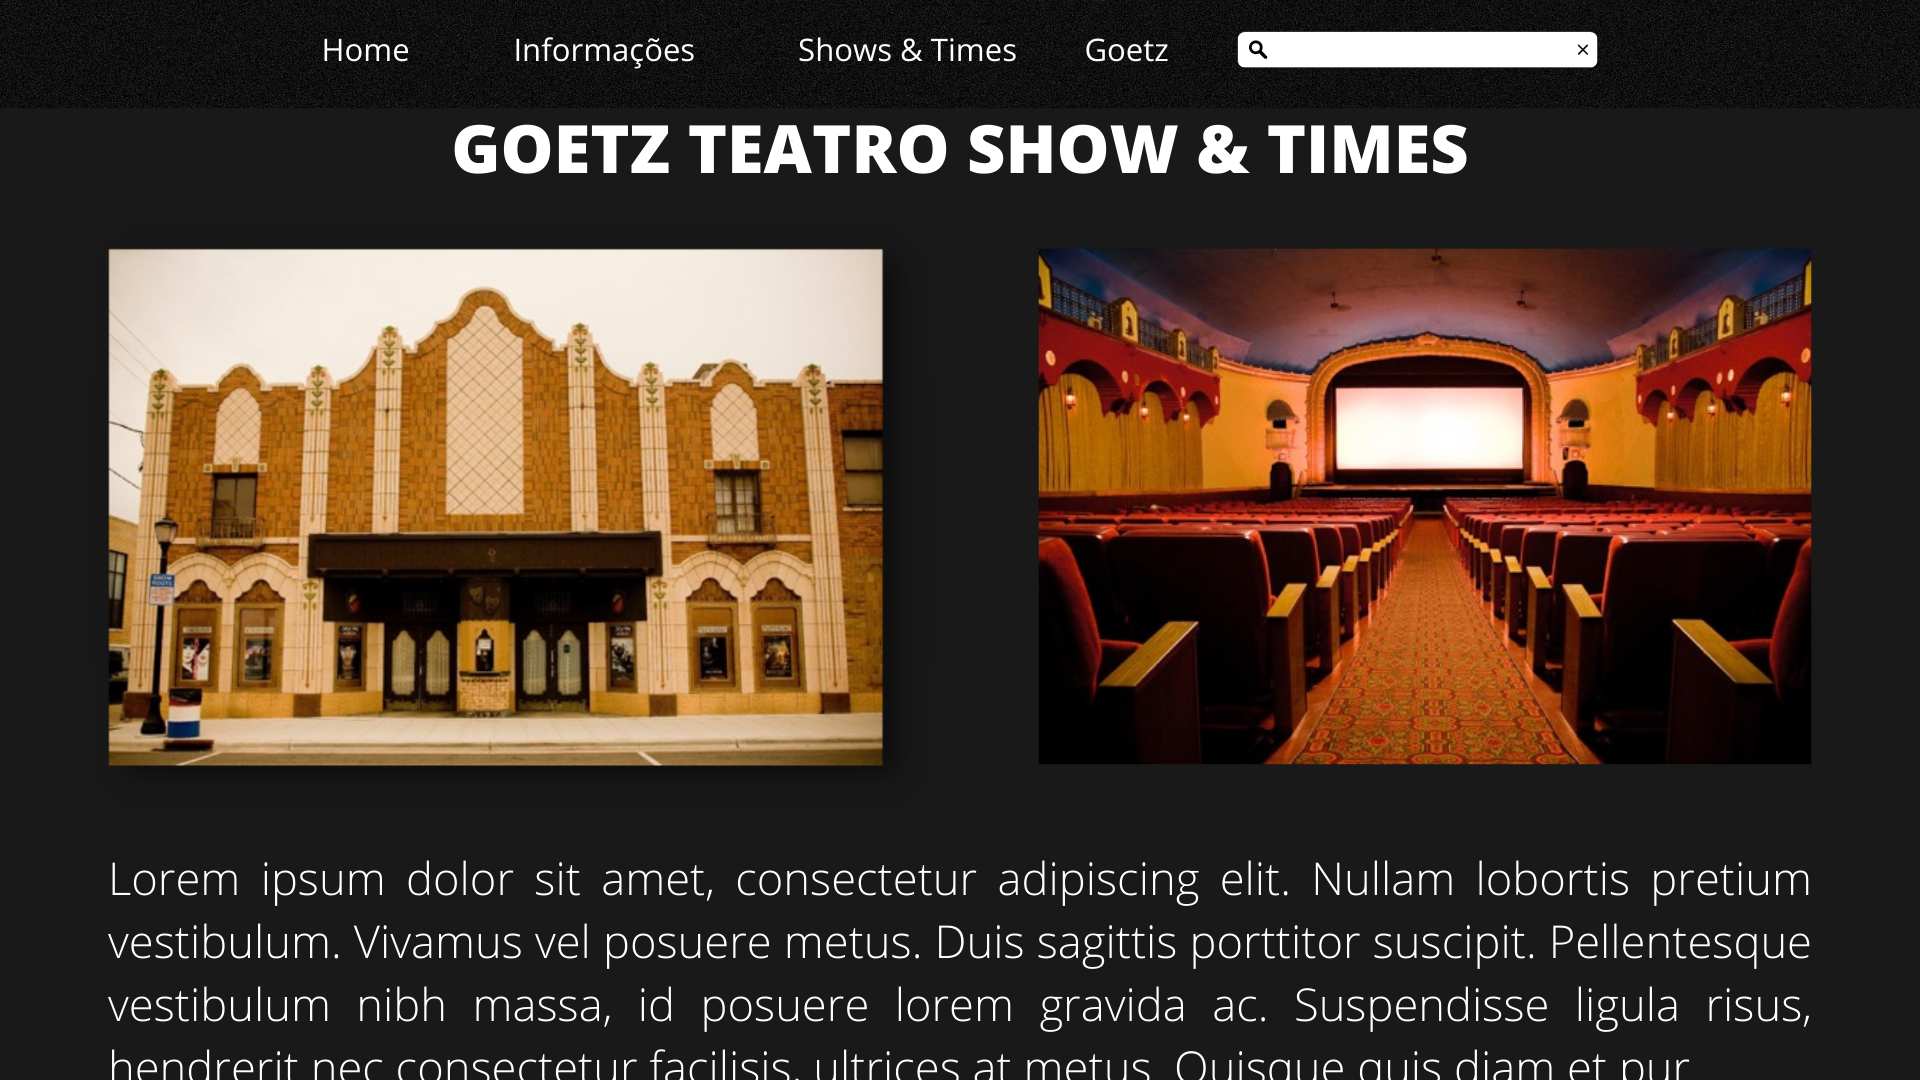 Home Informações Shows & Times Goetz ×
GOETZ TEATRO SHOW & TIMES
Lorem ipsum dolor sit amet, consectetur adipiscing elit. Nullam lobortis pretium
vestibulum. Vivamus vel posuere metus. Duis sagittis porttitor suscipit. Pellentesque
vestibulum nibh massa, id posuere lorem gravida ac. Suspendisse ligula risus,
hendrerit nec consectetur facilisis, ultrices at metus. Quisque quis diam et pur